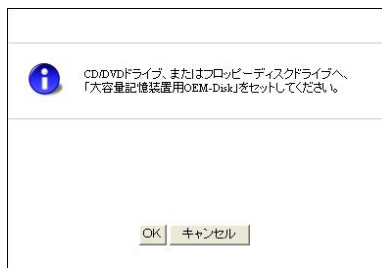 CD/DVDドライブ、またはフロッピーディスクドライブへ、
「大容量記憶装置用OEM-Disk」をセットしてください。
OK キャンセル